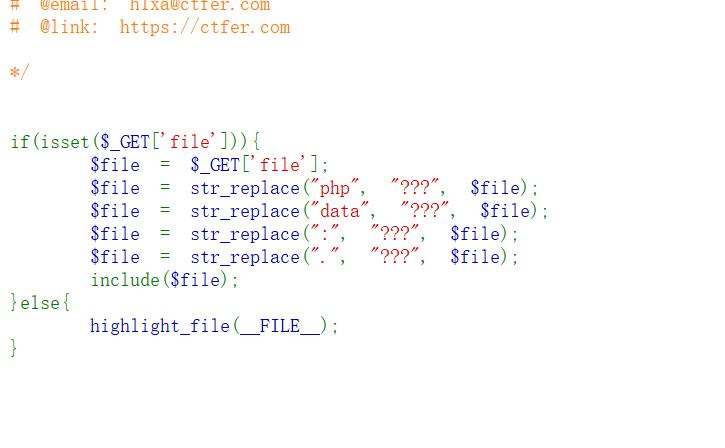 # @email: h1xa@ctfer.com
# @link: https://ctfer.com
*/
if(isset($_GET['file'])){
$file = $_GET['file'];
$file = str_replace("php", "???", $file);
$file = str_replace("data", "???", $file);
$file = str_replace(":", "???", $file);
$file = str_replace(".", "???", $file);
include($file);
}else{
highlight_file(__FILE__);
}